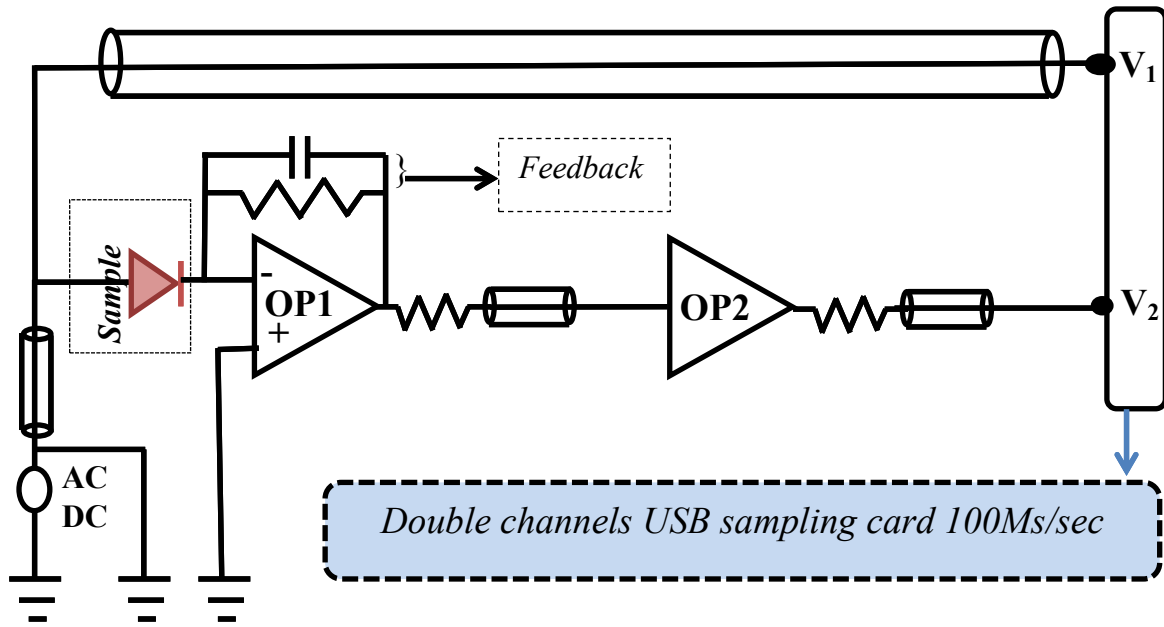 V1
Feedback
Sample
-
OP1
+
OP2
V2
AC
DC
Double channels USB sampling card 100Ms/sec